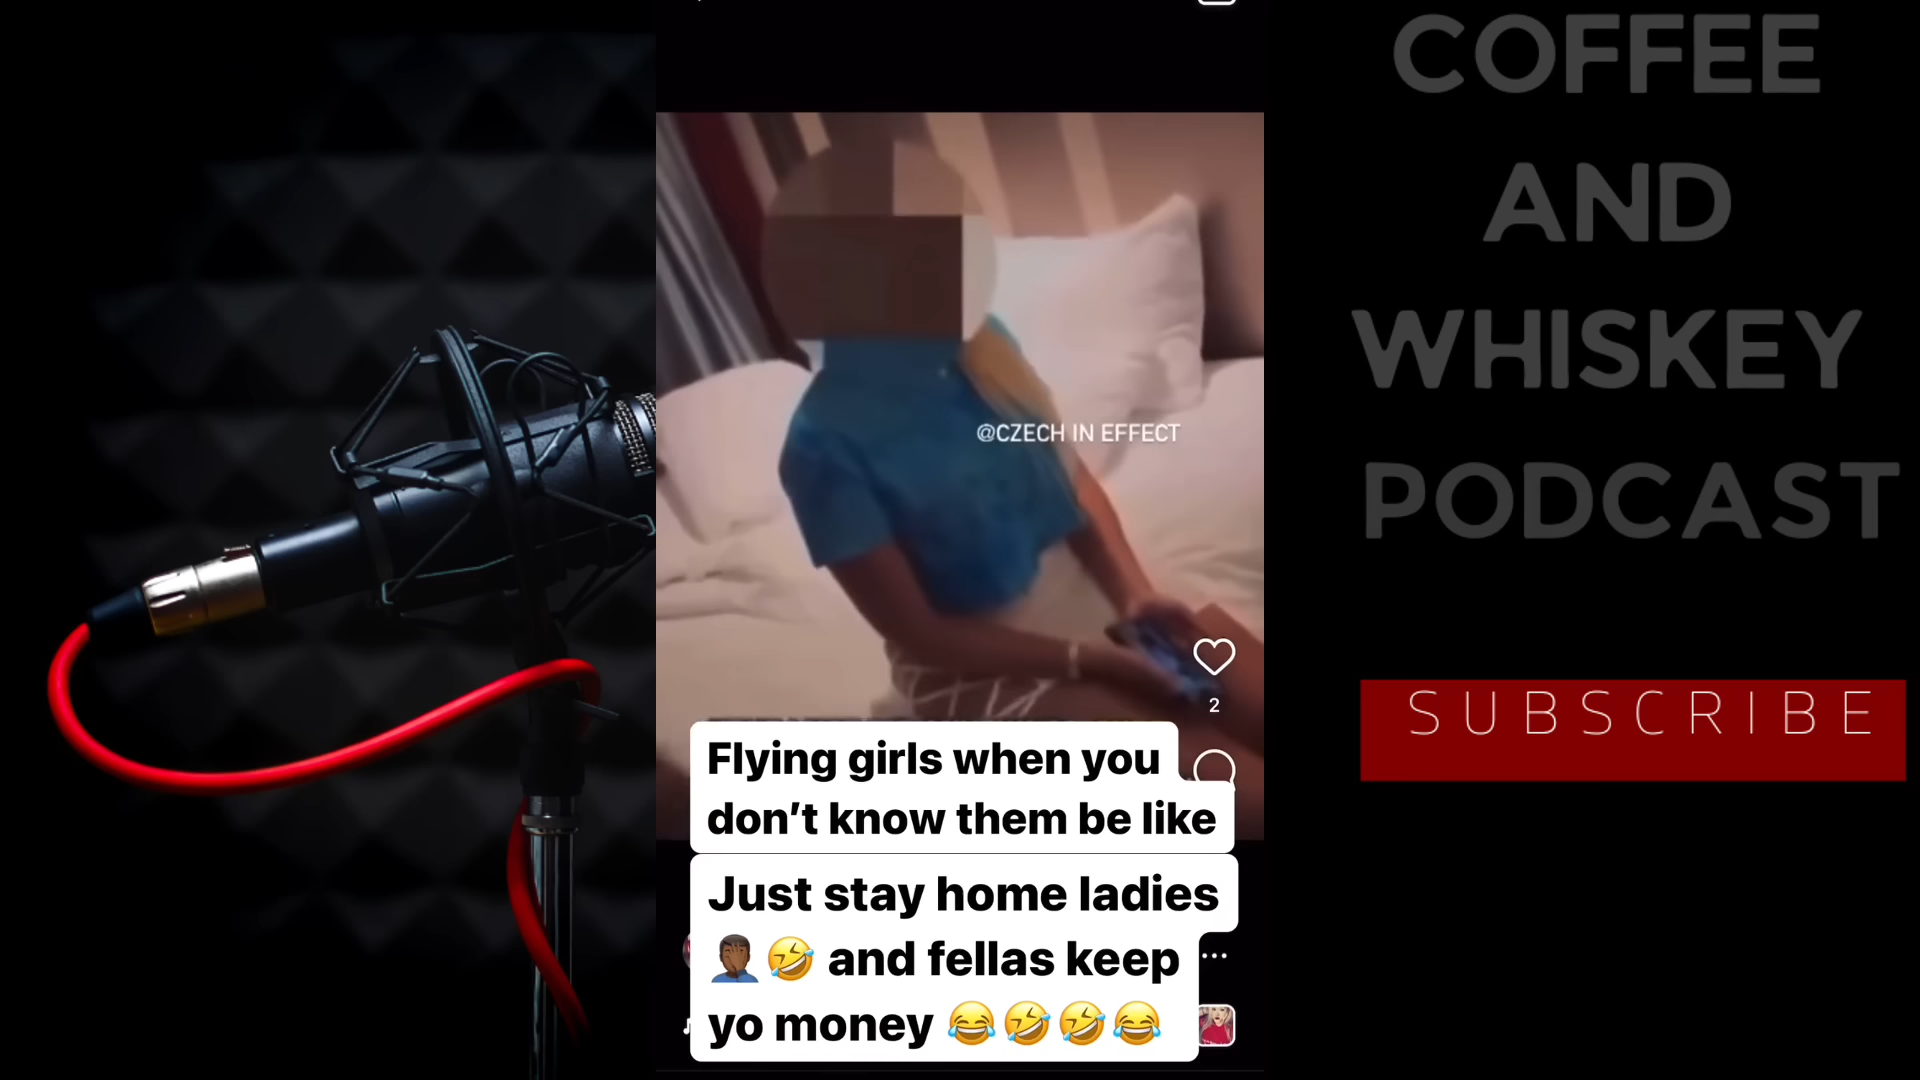 COFFEE
AND
WHISKEY
PODCAST
SUBSCRIBE
@CZECH IN EFFECT
2
Flying girls when you
don’t know them be like
Just stay home ladies
🤦🏾‍♂️🤣 and fellas keep
yo money 😂🤣🤣😂